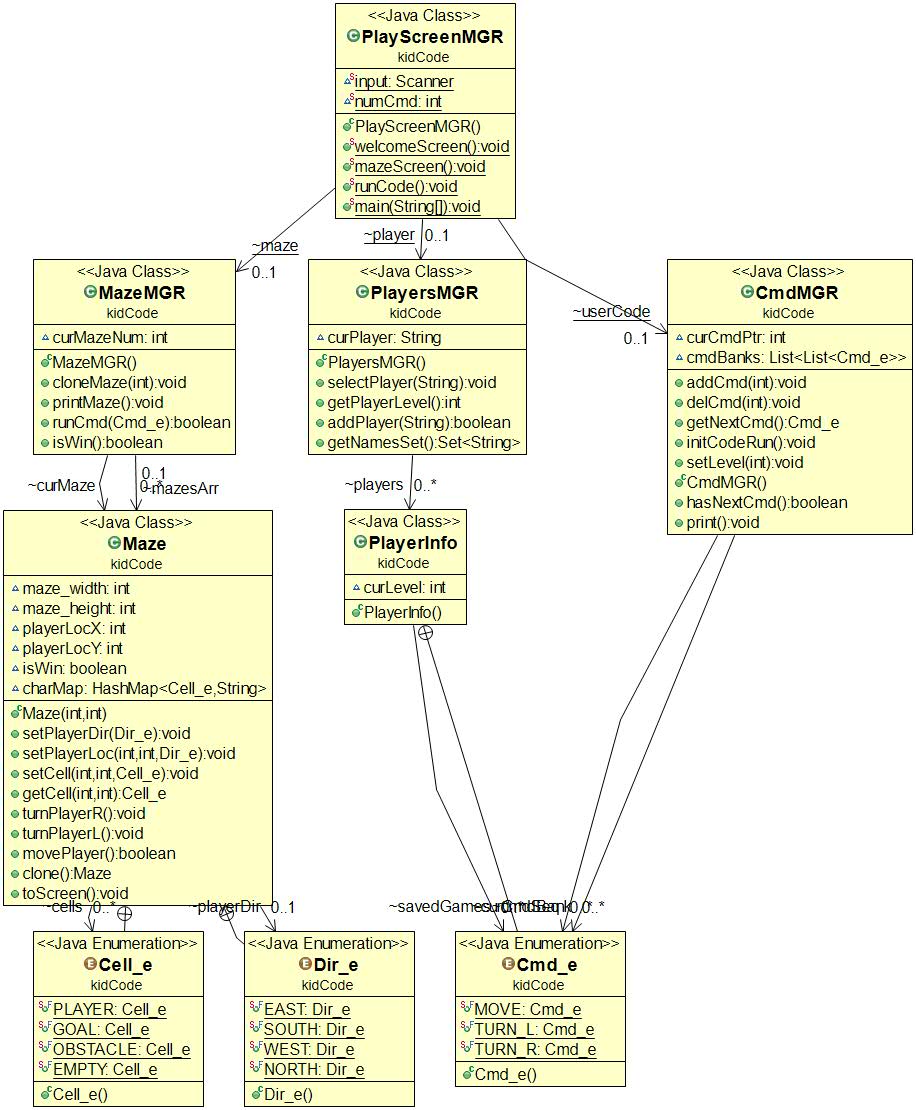 <<Java Class>>
PlayScreenMGR
kidCode
input: Scanner
numCmd: int
PlayScreenMGR()
welcomeScreen():void
mazeScreen():void
runCode():void
main(String[]):void
~maze
0..1
~player
0..1
~userCode
0..1
<<Java Class>>
MazeMGR
kidCode
curMazeNum: int
MazeMGR()
cloneMaze(int):void
printMaze():void
runCmd(Cmd_e):boolean
isWin():boolean
<<Java Class>>
PlayersMGR
kidCode
curPlayer: String
PlayersMGR()
selectPlayer(String):void
getPlayerLevel():int
addPlayer(String):boolean
getNamesSet():Set<String>
<<Java Class>>
CmdMGR
kidCode
curCmdPtr: int
cmdBanks: List<List<Cmd_e>>
addCmd(int):void
delCmd(int):void
getNextCmd():Cmd_e
initCodeRun():void
setLevel(int):void
CmdMGR()
hasNextCmd():boolean
print():void
~curMaze
0..1
0..*
~mazesArr
~players
0..*
<<Java Class>>
Maze
kidCode
maze_width: int
maze_height: int
playerLocX: int
playerLocY: int
isWin: boolean
charMap: HashMap<Cell_e,String>
Maze(int,int)
setPlayerDir(Dir_e):void
setPlayerLoc(int,int,Dir_e):void
setCell(int,int,Cell_e):void
getCell(int,int):Cell_e
turnPlayerR():void
turnPlayerL():void
movePlayer():boolean
clone():Maze
toScreen():void
<<Java Class>>
PlayerInfo
kidCode
curLevel: int
PlayerInfo()
~cells
0..*
~playerDir
0..1
0..*
<<Java Enumeration>>
Cell_e
kidCode
PLAYER: Cell_e
GOAL: Cell_e
OBSTACLE: Cell_e
EMPTY: Cell_e
Cell_e()
<<Java Enumeration>>
Dir_e
kidCode
EAST: Dir_e
SOUTH: Dir_e
WEST: Dir_e
NORTH: Dir_e
Dir_e()
<<Java Enumeration>>
Cmd_e
kidCode
MOVE: Cmd_e
TURN_L: Cmd_e
TURN_R: Cmd_e
Cmd_e()